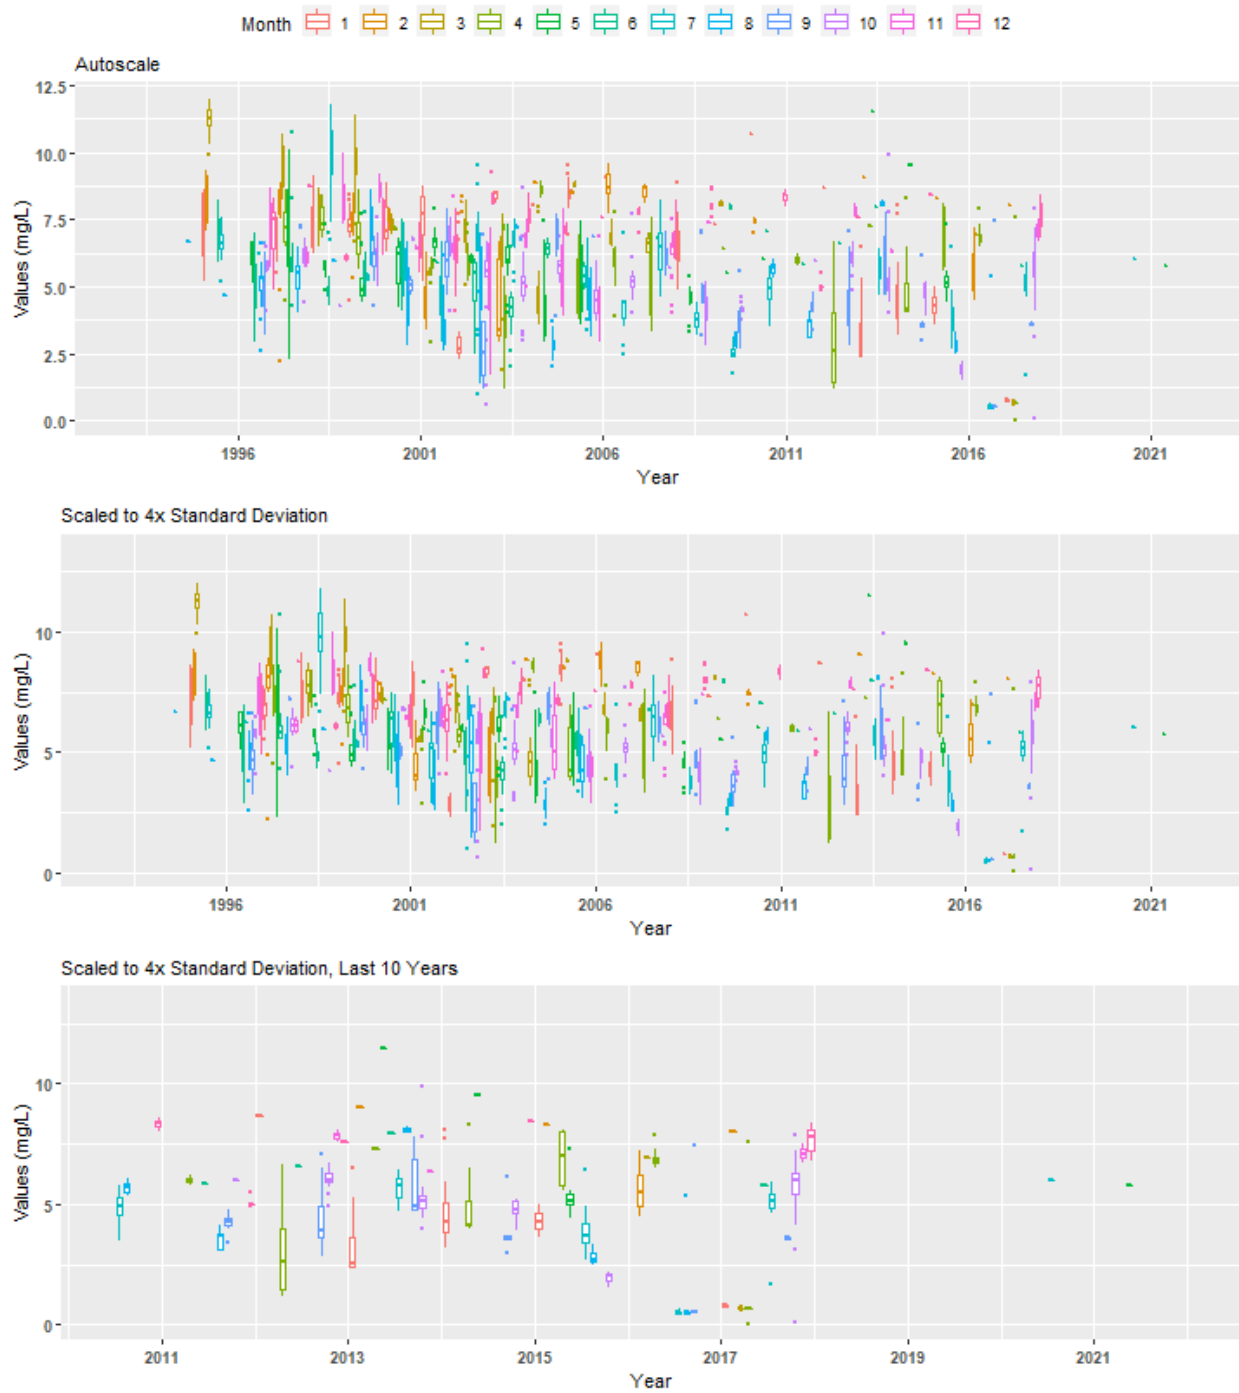 Month 1 2 3 4 5 6 7 8 9 10 11 12
Autoscale
12.5
10.0
7.5
5.0
2.5
0.0
Values (mg/L)
1996 2001 2006 2011 2016 2021
Year
Scaled to 4x Standard Deviation
10
5
0
Values (mg/L)
1996 2001 2006 2011 2016 2021
Year
Scaled to 4x Standard Deviation, Last 10 Years
10
5
0
Values (mg/L)
2011 2013 2015 2017 2019 2021
Year